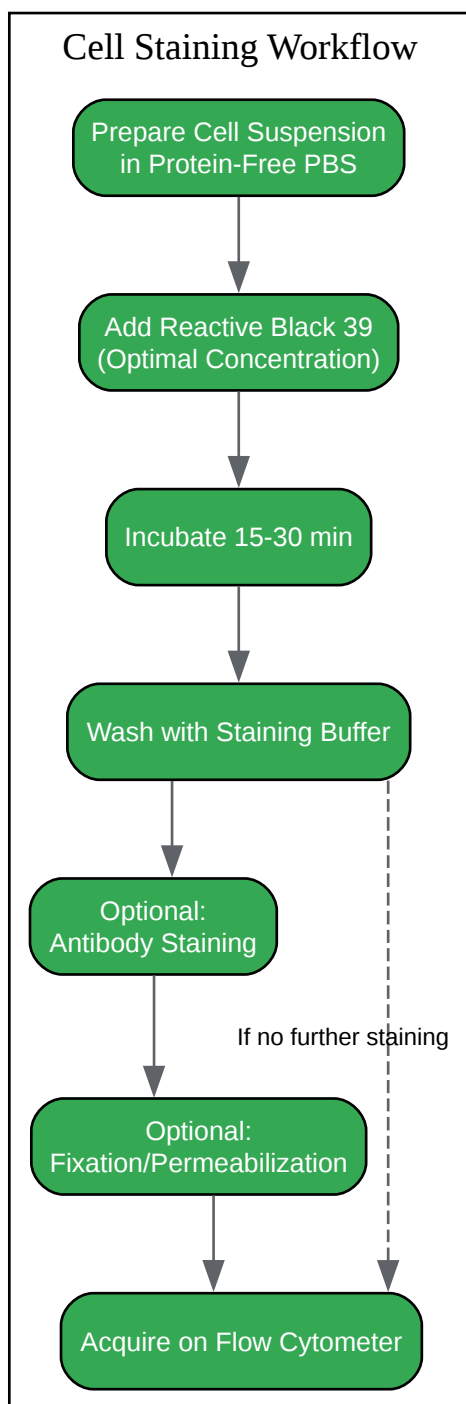 Cell Staining Workflow
Prepare Cell Suspension
in Protein-Free PBS
Add Reactive Black 39
(Optimal Concentration)
Incubate 15-30 min
Wash with Staining Buffer
Optional:
Antibody Staining
If no further staining
Optional:
Fixation/Permeabilization
Acquire on Flow Cytometer